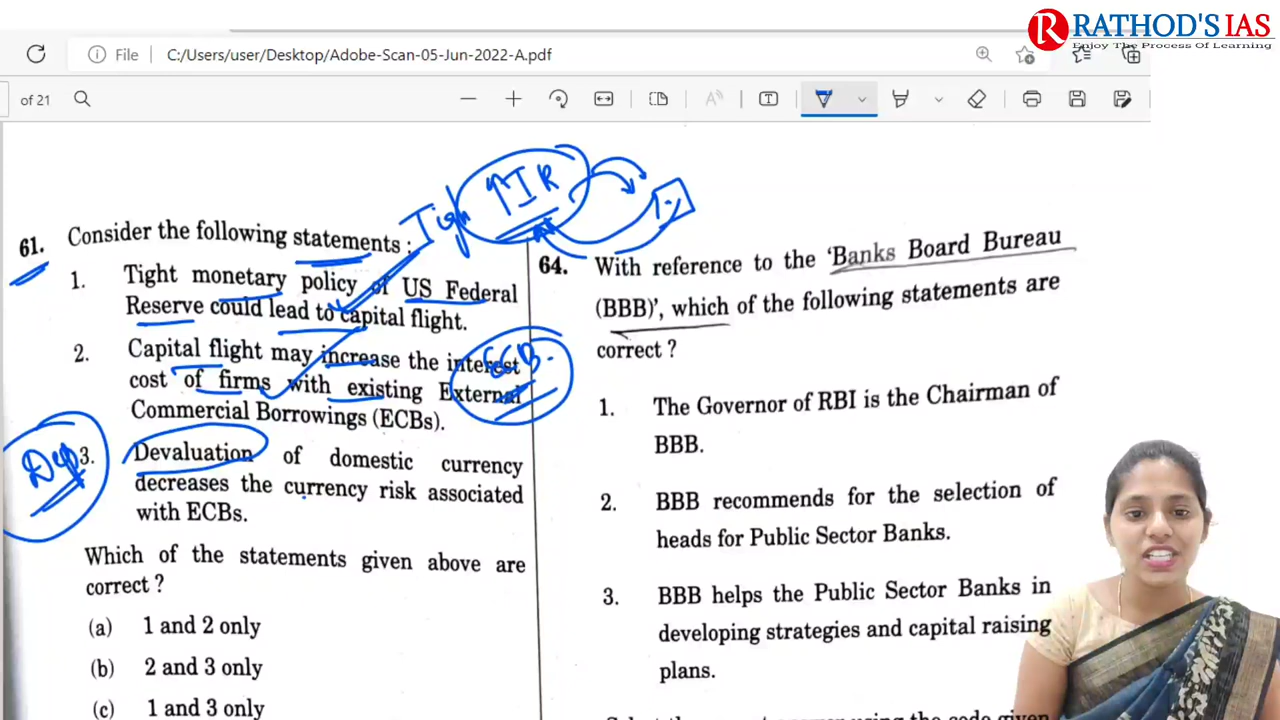 RATHOD'S IAS
Enjoy The Process Of Learning
File
C:/Users/user/Desktop/Adobe-Scan-05-Jun-2022-A.pdf
of 21
Tigh ↑IR
61. Consider the following statements :
1. Tight monetary policy of US Federal
Reserve could lead to capital flight.
2. Capital flight may increase the interest
cost of firms with existing External
Commercial Borrowings (ECBs).
ECB.
Dep
3. Devaluation of domestic currency
decreases the currency risk associated
with ECBs.
Which of the statements given above are
correct ?
(a) 1 and 2 only
(b) 2 and 3 only
(c) 1 and 3 only
64. With reference to the 'Banks Board Bureau
(BBB)', which of the following statements are
correct ?
1. The Governor of RBI is the Chairman of
BBB.
2. BBB recommends for the selection of
heads for Public Sector Banks.
3. BBB helps the Public Sector Banks in
developing strategies and capital raising
plans.